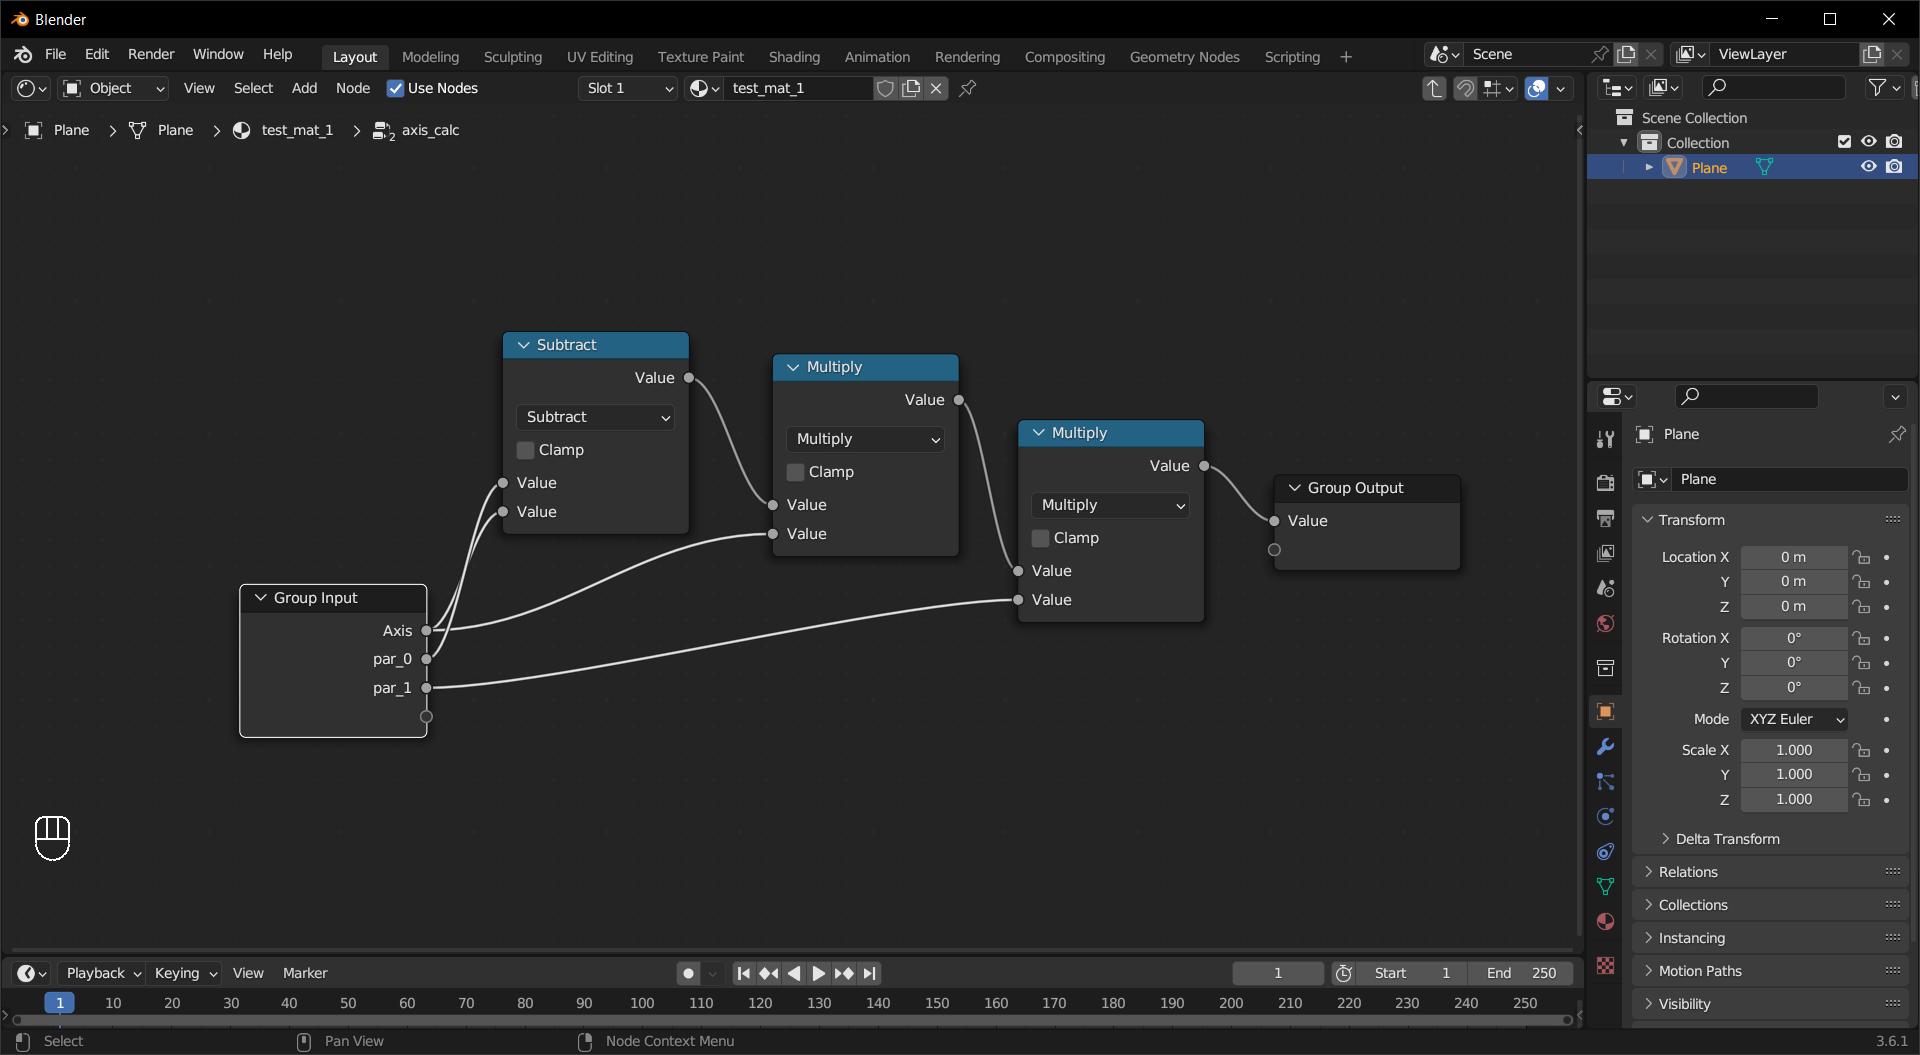 Blender
File Edit Render Window Help Layout Modeling Sculpting UV Editing Texture Paint Shading Animation Rendering Compositing Geometry Nodes Scripting + Scene ViewLayer
Object View Select Add Node Use Nodes Slot 1 test_mat_1
Plane > Plane > test_mat_1 > 2 axis_calc
Subtract
Value
Subtract
Clamp
Value
Value
Multiply
Value
Multiply
Clamp
Value
Value
Multiply
Value
Multiply
Clamp
Value
Value
Group Output
Value
Group Input
Axis
par_0
par_1
Scene Collection
Collection
Plane
Plane
Plane
Transform
Location X 0 m
Y 0 m
Z 0 m
Rotation X 0°
Y 0°
Z 0°
Mode XYZ Euler
Scale X 1.000
Y 1.000
Z 1.000
Delta Transform
Relations
Collections
Instancing
Motion Paths
Visibility
Playback Keying View Marker 1 Start 1 End 250
1 10 20 30 40 50 60 70 80 90 100 110 120 130 140 150 160 170 180 190 200 210 220 230 240 250
Select Pan View Node Context Menu 3.6.1